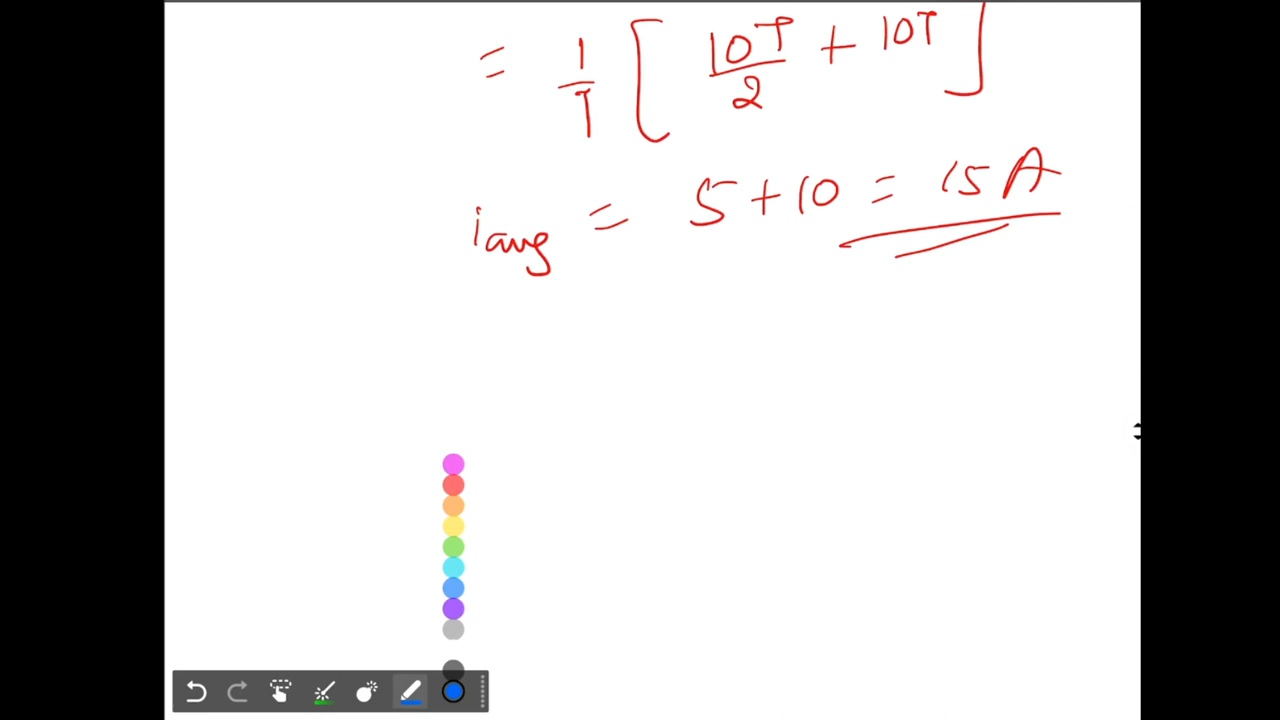 = 1/T [ 10T/2 + 10T ]
iavg = 5 + 10 = 15 A